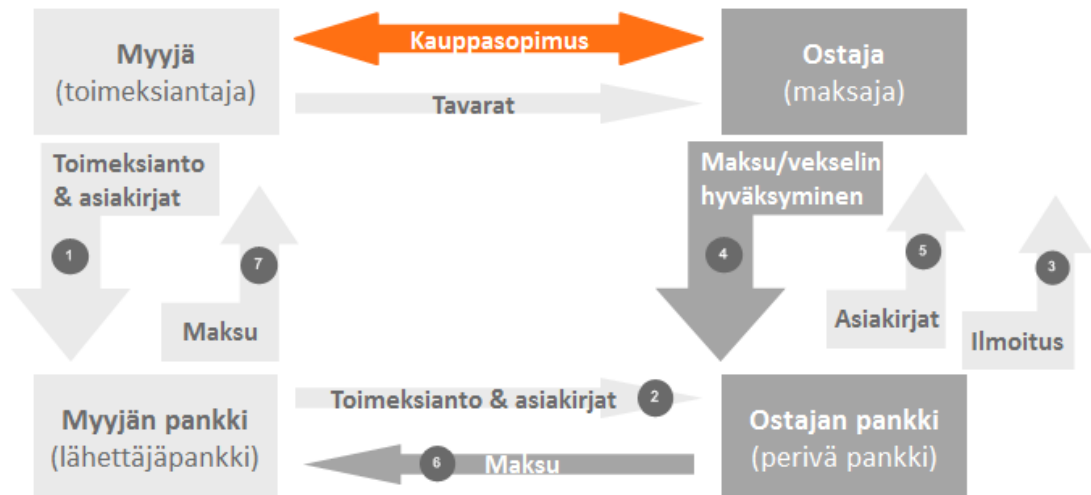 Myyjä
(toimeksiantaja)
Kauppasopimus
Tavarat
Ostaja
(maksaja)
Toimeksianto
& asiakirjat
1
7
Maksu
Maksu/vekselin
hyväksyminen
4
5
Asiakirjat
3
Ilmoitus
Myyjän pankki
(lähettäjäpankki)
Toimeksianto & asiakirjat
2
6
Maksu
Ostajan pankki
(perivä pankki)